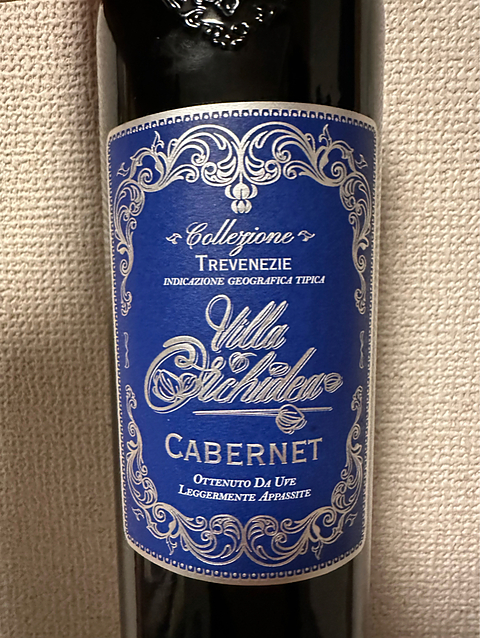 Collezione
TREVENEZIE
INDICAZIONE GEOGRAFICA TIPICA
Villa
Orchidea
CABERNET
OTTENUTO DA UVE
LEGGERMENTE APPASSITE